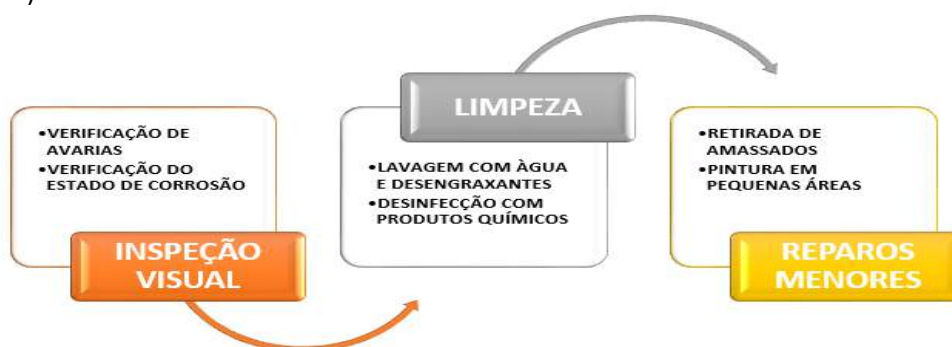 •VERIFICAÇÃO DE
AVARIAS
•VERIFICAÇÃO DO
ESTADO DE CORROSÃO
INSPEÇÃO
VISUAL
LIMPEZA
•LAVAGEM COM ÀGUA
E DESENGRAXANTES
•DESINFECÇÃO COM
PRODUTOS QUÍMICOS
•RETIRADA DE
AMASSADOS
•PINTURA EM
PEQUENAS ÁREAS
REPAROS
MENORES